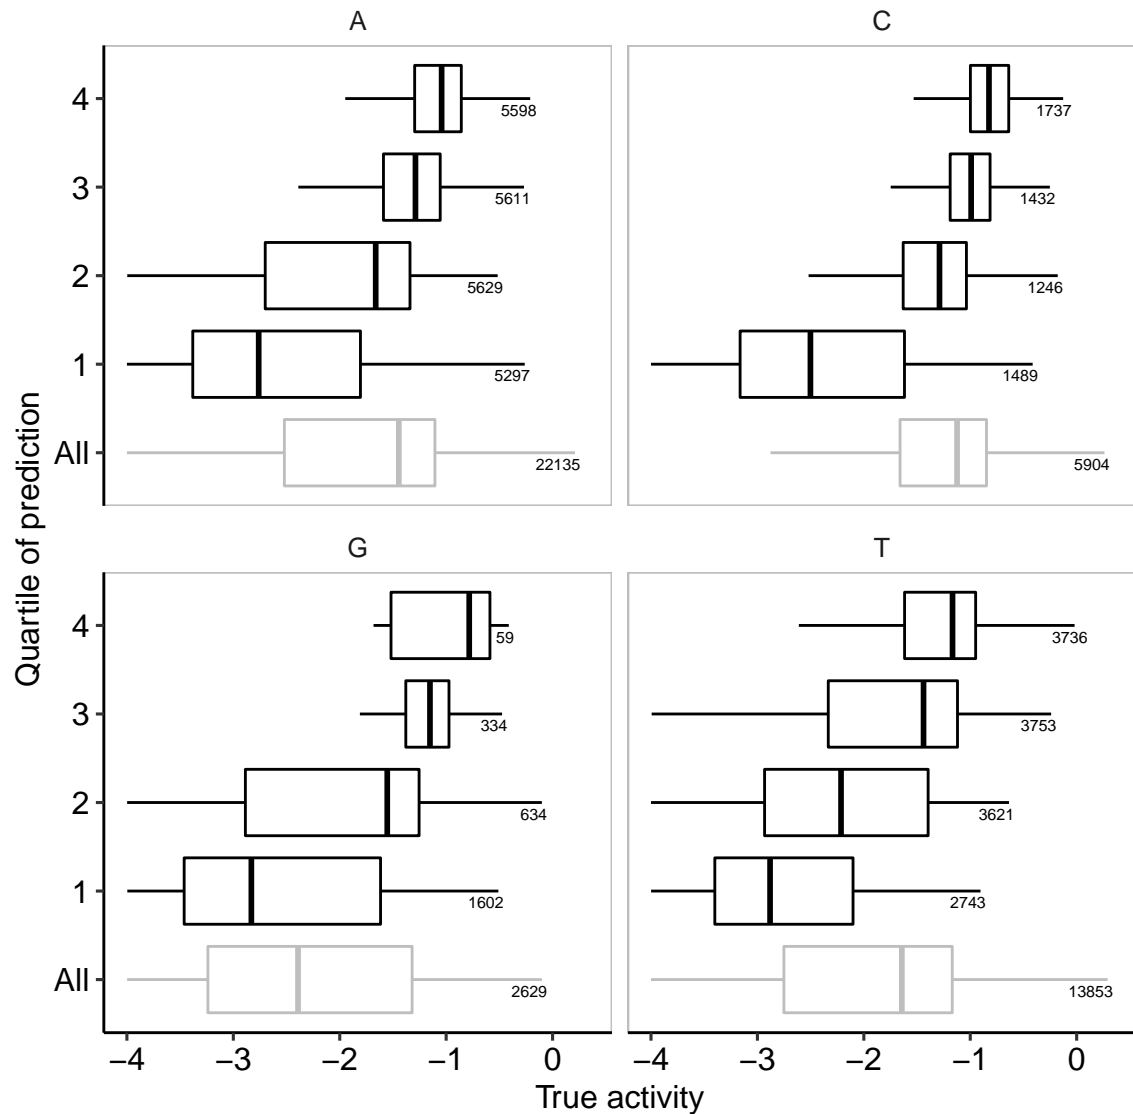 A
C
4
5598
1737
3
5611
1432
2
5629
1246
1
5297
1489
All
22135
5904
Quartile of prediction
G
T
4
59
3736
3
334
3753
2
634
3621
1
1602
2743
All
2629
13853
−4 −3 −2 −1 0
−4 −3 −2 −1 0
True activity